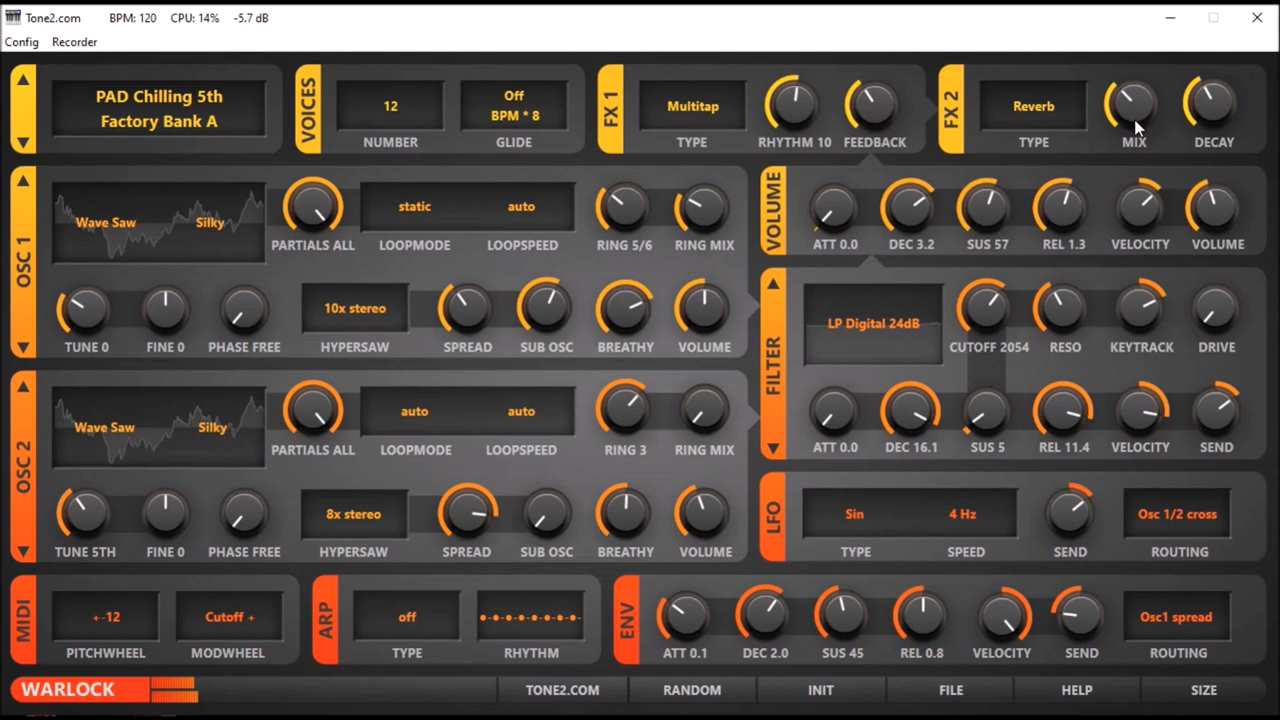 Tone2.com BPM: 120 CPU: 14% -5.7 dB
Config Recorder
PAD Chilling 5th
Factory Bank A
VOICES
12
NUMBER
Off
BPM * 8
GLIDE
FX 1
Multitap
TYPE
RHYTHM 10
FEEDBACK
FX 2
Reverb
TYPE
MIX
DECAY
OSC 1
Wave Saw Silky
PARTIALS ALL
static auto
LOOPMODE LOOPSPEED
RING 5/6 RING MIX
TUNE 0 FINE 0 PHASE FREE
10x stereo
HYPERSAW
SPREAD SUB OSC BREATHY VOLUME
VOLUME
ATT 0.0 DEC 3.2 SUS 57 REL 1.3 VELOCITY VOLUME
FILTER
LP Digital 24dB
CUTOFF 2054 RESO KEYTRACK DRIVE
ATT 0.0 DEC 16.1 SUS 5 REL 11.4 VELOCITY SEND
OSC 2
Wave Saw Silky
PARTIALS ALL
auto auto
LOOPMODE LOOPSPEED
RING 3 RING MIX
TUNE 5TH FINE 0 PHASE FREE
8x stereo
HYPERSAW
SPREAD SUB OSC BREATHY VOLUME
LFO
Sin 4 Hz
TYPE SPEED
SEND
Osc 1/2 cross
ROUTING
MIDI
+-12
PITCHWHEEL
Cutoff +
MODWHEEL
ARP
off
TYPE
RHYTHM
ENV
ATT 0.1 DEC 2.0 SUS 45 REL 0.8 VELOCITY SEND
Osc1 spread
ROUTING
WARLOCK
TONE2.COM RANDOM INIT FILE HELP SIZE